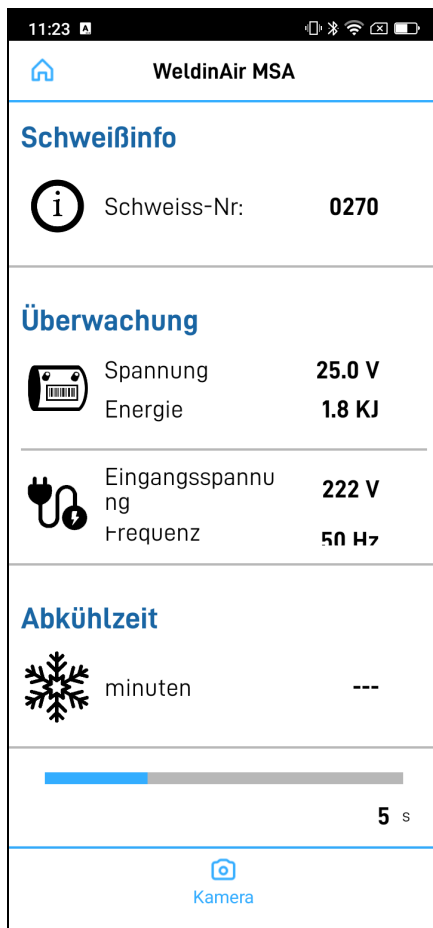 11:23 A
WeldinAir MSA
Schweißinfo
i Schweiss-Nr: 0270
Überwachung
Spannung 25.0 V
Energie 1.8 KJ
Eingangsspannu
ng 222 V
Frequenz 50 Hz
Abkühlzeit
minuten ---
5 s
Kamera